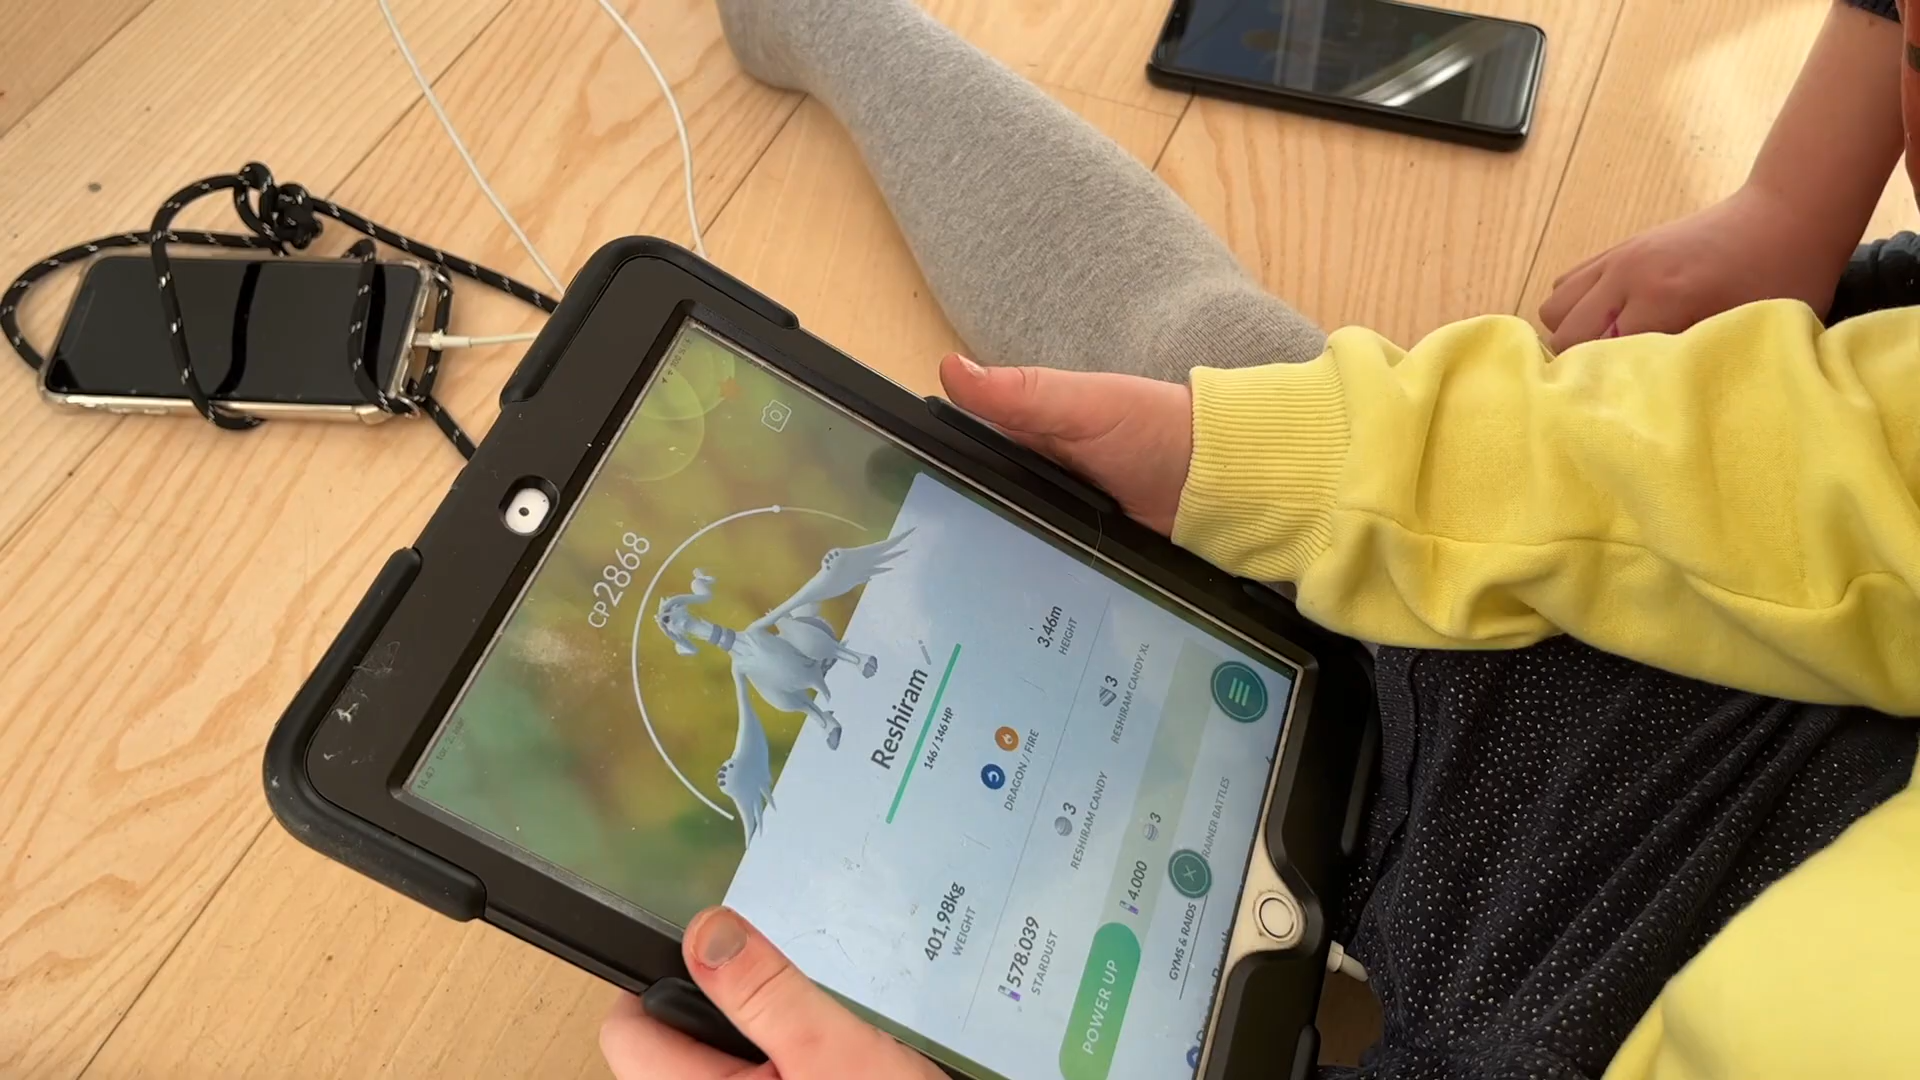 CP2868
Reshiram
146 / 146 HP
401,98kg
WEIGHT
DRAGON / FIRE
3,46m
HEIGHT
578.039
STARDUST
3
RESHIRAM CANDY
3
RESHIRAM CANDY XL
POWER UP
4.000
3
GYMS & RAIDS
TRAINER BATTLES